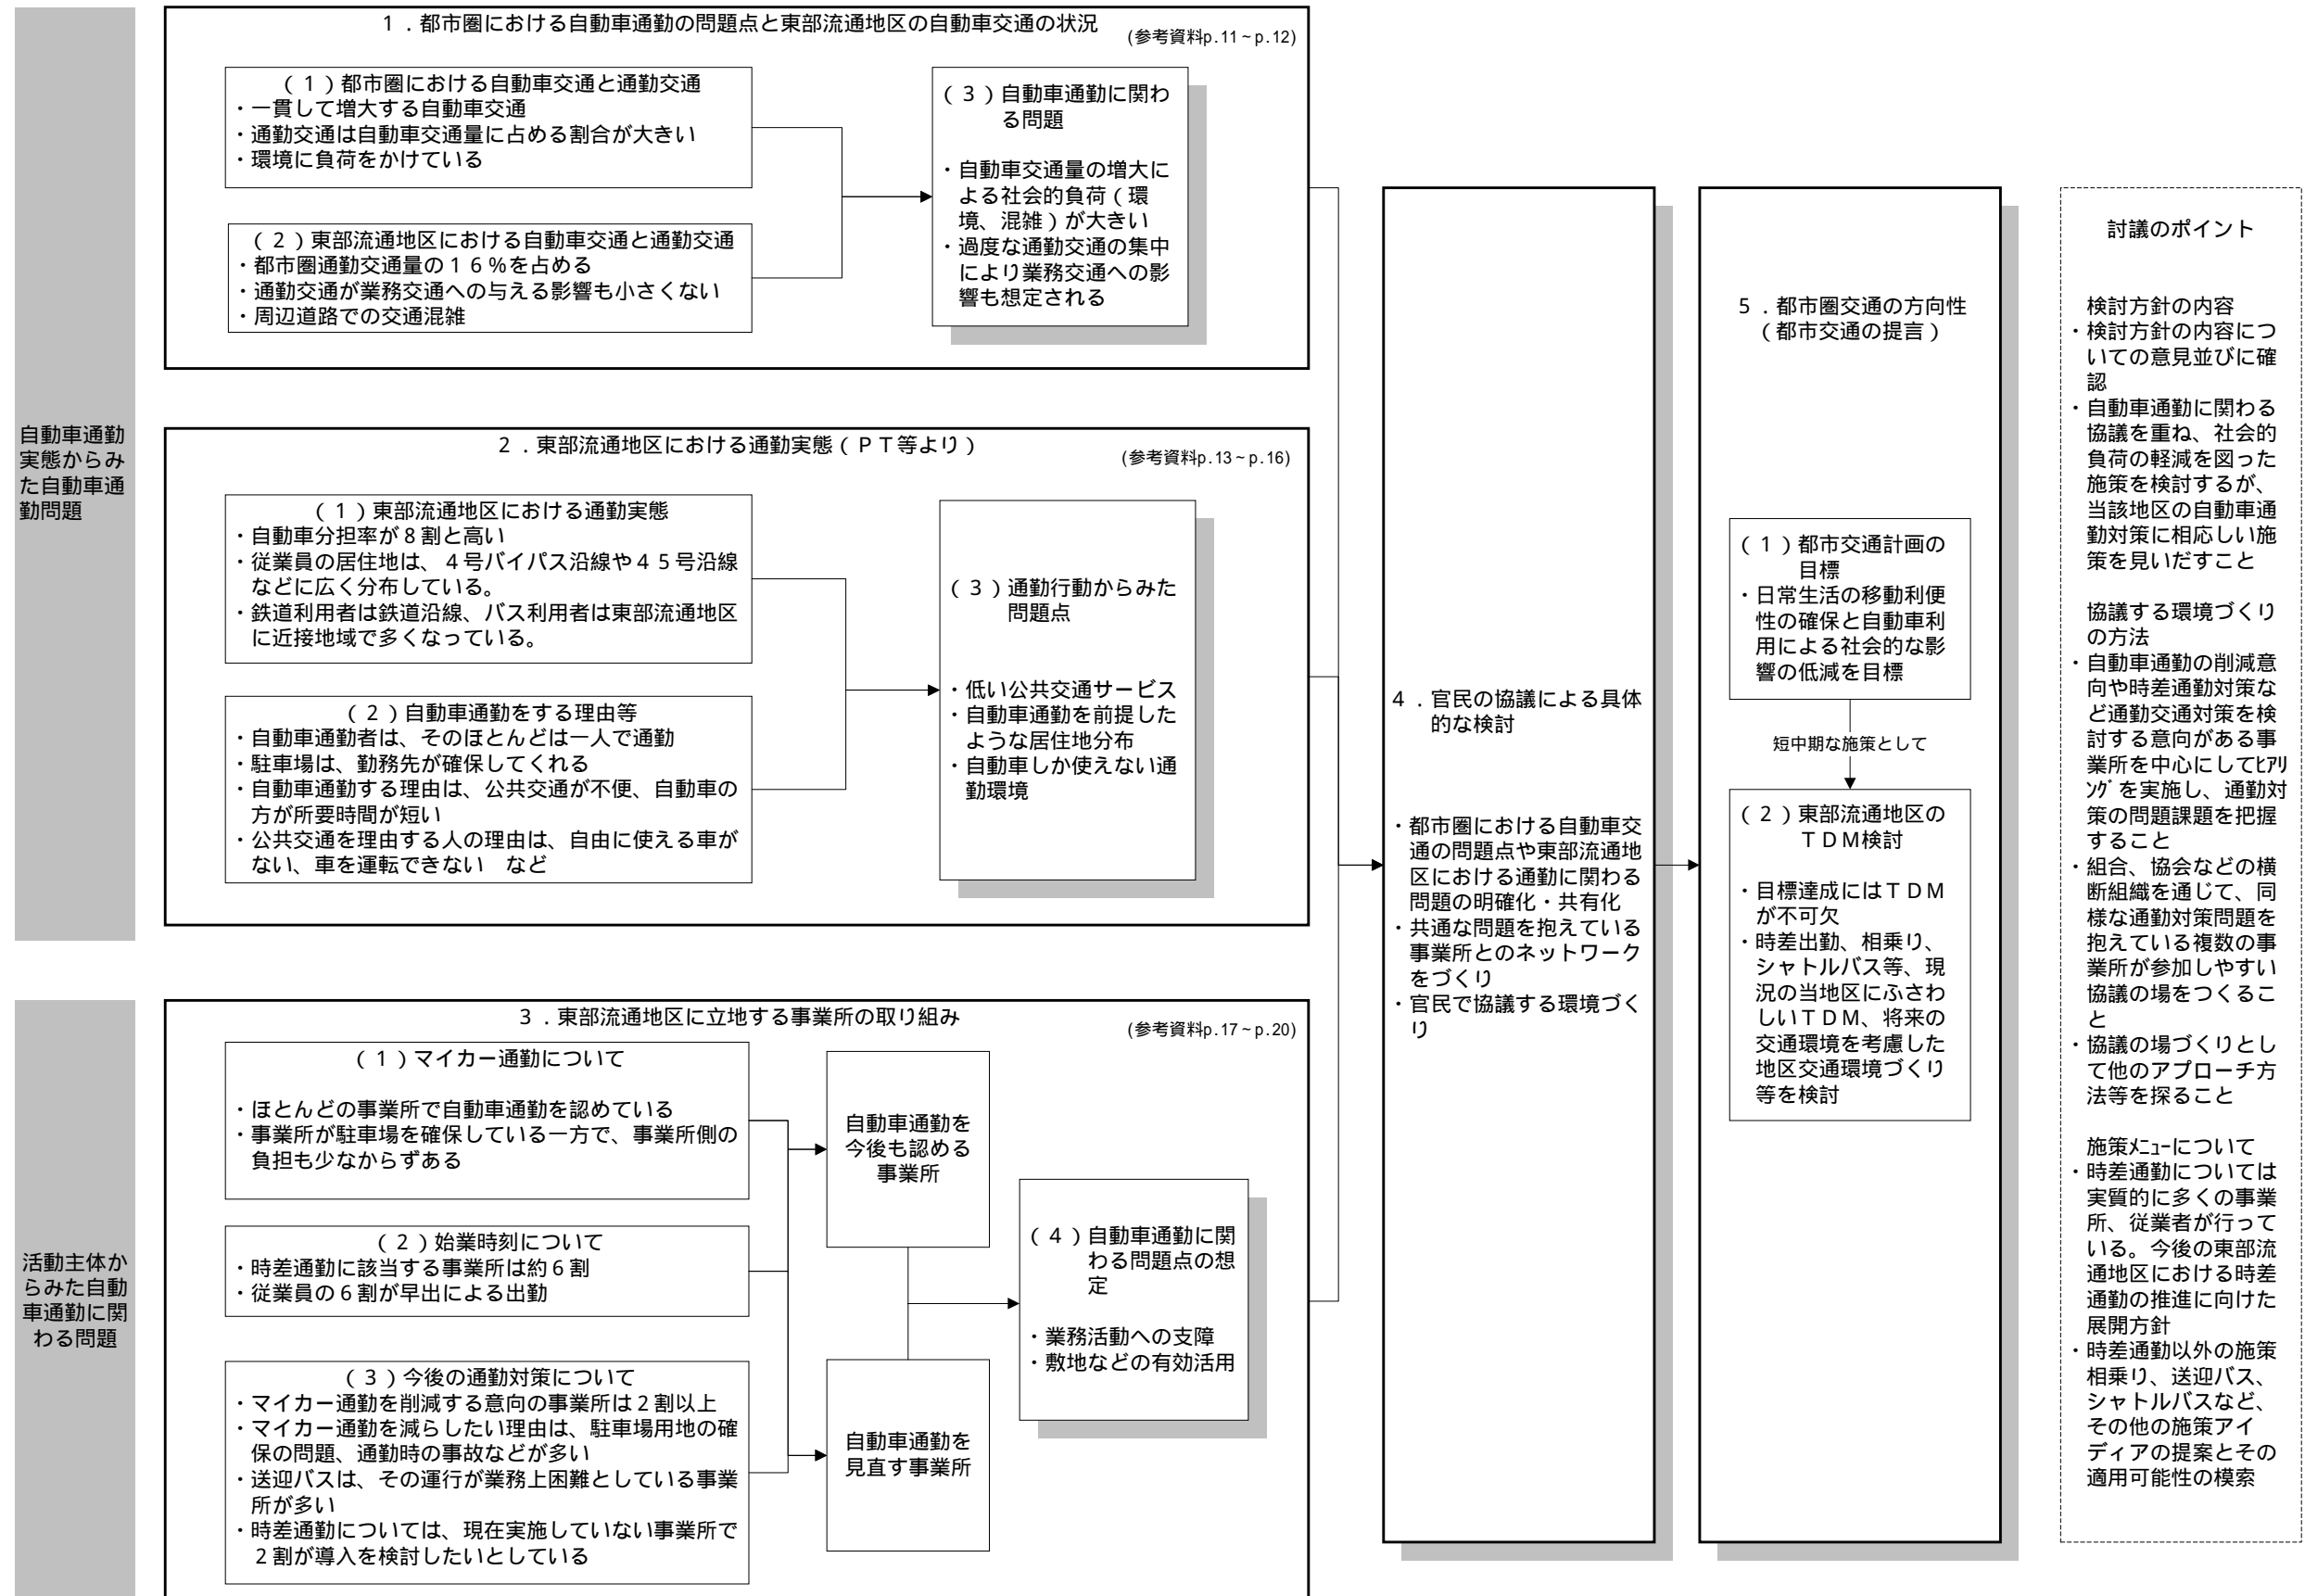 自動車通勤
実態からみ
た自動車通
勤問題
１．都市圏における自動車通勤の問題点と東部流通地区の自動車交通の状況
(参考資料p.11~p.12)
（１）都市圏における自動車交通と通勤交通
・一貫して増大する自動車交通
・通勤交通は自動車交通量に占める割合が大きい
・環境に負荷をかけている
（２）東部流通地区における自動車交通と通勤交通
・都市圏通勤交通量の１６％を占める
・通勤交通が業務交通への与える影響も小さくない
・周辺道路での交通混雑
（３）自動車通勤に関わ
る問題
・自動車交通量の増大に
よる社会的負荷（環
境、混雑）が大きい
・過度な通勤交通の集中
により業務交通への影
響も想定される
２．東部流通地区における通勤実態（ＰＴ等より）
(参考資料p.13~p.16)
（１）東部流通地区における通勤実態
・自動車分担率が８割と高い
・従業員の居住地は、４号バイパス沿線や４５号沿線
などに広く分布している。
・鉄道利用者は鉄道沿線、バス利用者は東部流通地区
に近接地域で多くなっている。
（２）自動車通勤をする理由等
・自動車通勤者は、そのほとんどは一人で通勤
・駐車場は、勤務先が確保してくれる
・自動車通勤する理由は、公共交通が不便、自動車の
方が所要時間が短い
・公共交通を理由する人の理由は、自由に使える車が
ない、車を運転できない　など
（３）通勤行動からみた
問題点
・低い公共交通サービス
・自動車通勤を前提した
ような居住地分布
・自動車しか使えない通
勤環境
活動主体か
らみた自動
車通勤に関
わる問題
３．東部流通地区に立地する事業所の取り組み
(参考資料p.17~p.20)
（１）マイカー通勤について
・ほとんどの事業所で自動車通勤を認めている
・事業所が駐車場を確保している一方で、事業所側の
負担も少なからずある
（２）始業時刻について
・時差通勤に該当する事業所は約６割
・従業員の６割が早出による出勤
（３）今後の通勤対策について
・マイカー通勤を削減する意向の事業所は２割以上
・マイカー通勤を減らしたい理由は、駐車場用地の確
保の問題、通勤時の事故などが多い
・送迎バスは、その運行が業務上困難としている事業
所が多い
・時差通勤については、現在実施していない事業所で
２割が導入を検討したいとしている
自動車通勤を
今後も認める
事業所
自動車通勤を
見直す事業所
（４）自動車通勤に関
わる問題点の想
定
・業務活動への支障
・敷地などの有効活用
４．官民の協議による具体
的な検討
・都市圏における自動車交
通の問題点や東部流通地
区における通勤に関わる
問題の明確化・共有化
・共通な問題を抱えている
事業所とのネットワーク
をづくり
・官民で協議する環境づく
り
５．都市圏交通の方向性
（都市交通の提言）
（１）都市交通計画の
目標
・日常生活の移動利便
性の確保と自動車利
用による社会的な影
響の低減を目標
短中期な施策として
（２）東部流通地区の
ＴＤＭ検討
・目標達成にはＴＤＭ
が不可欠
・時差出勤、相乗り、
シャトルバス等、現
況の当地区にふさわ
しいＴＤＭ、将来の
交通環境を考慮した
地区交通環境づくり
等を検討
討議のポイント
検討方針の内容
・検討方針の内容につ
いての意見並びに確
認
・自動車通勤に関わる
協議を重ね、社会的
負荷の軽減を図った
施策を検討するが、
当該地区の自動車通
勤対策に相応しい施
策を見いだすこと
協議する環境づくり
の方法
・自動車通勤の削減意
向や時差通勤対策な
ど通勤交通対策を検
討する意向がある事
業所を中心にしてﾋｱﾘ
ﾝｸﾞを実施し、通勤対
策の問題課題を把握
すること
・組合、協会などの横
断組織を通じて、同
様な通勤対策問題を
抱えている複数の事
業所が参加しやすい
協議の場をつくるこ
と
・協議の場づくりとし
て他のアプローチ方
法等を探ること
施策ﾒﾆｭｰについて
・時差通勤については
実質的に多くの事業
所、従業者が行って
いる。今後の東部流
通地区における時差
通勤の推進に向けた
展開方針
・時差通勤以外の施策
相乗り、送迎バス、
シャトルバスなど、
その他の施策アイ
ディアの提案とその
適用可能性の模索